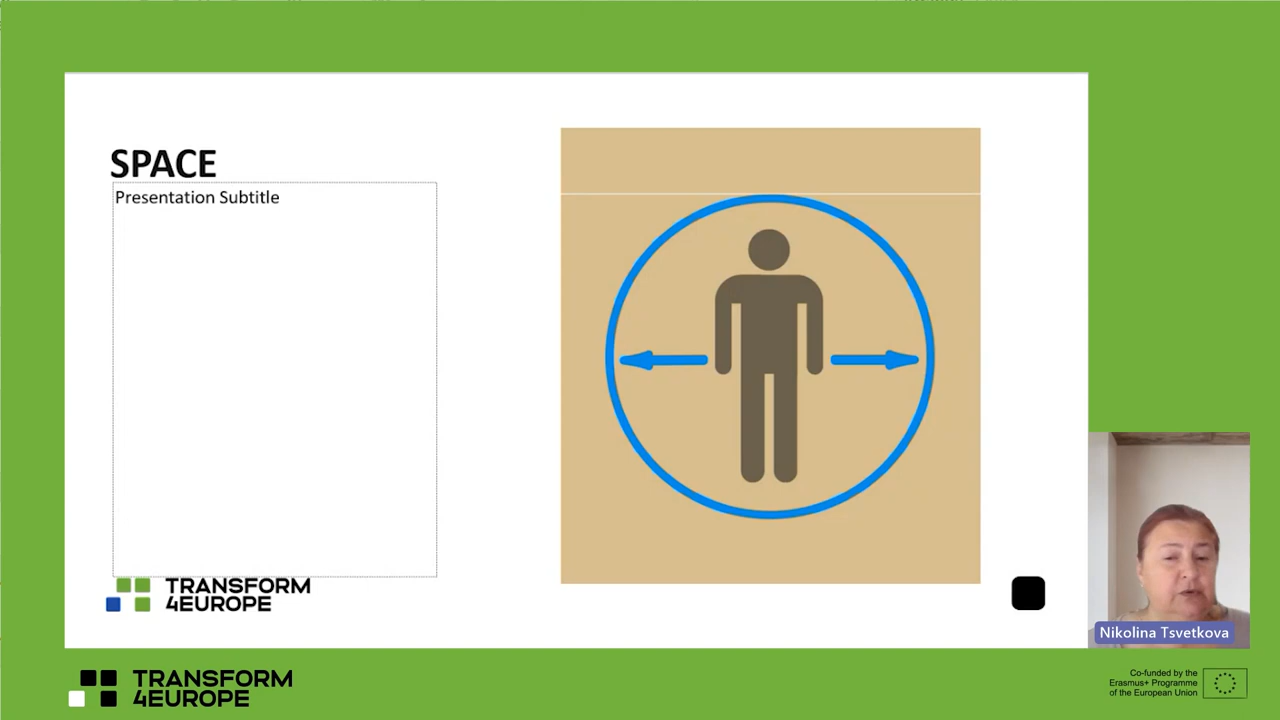 SPACE
Presentation Subtitle
TRANSFORM
4EUROPE
Nikolina Tsvetkova
TRANSFORM
4EUROPE
Co-funded by the
Erasmus+ Programme
of the European Union